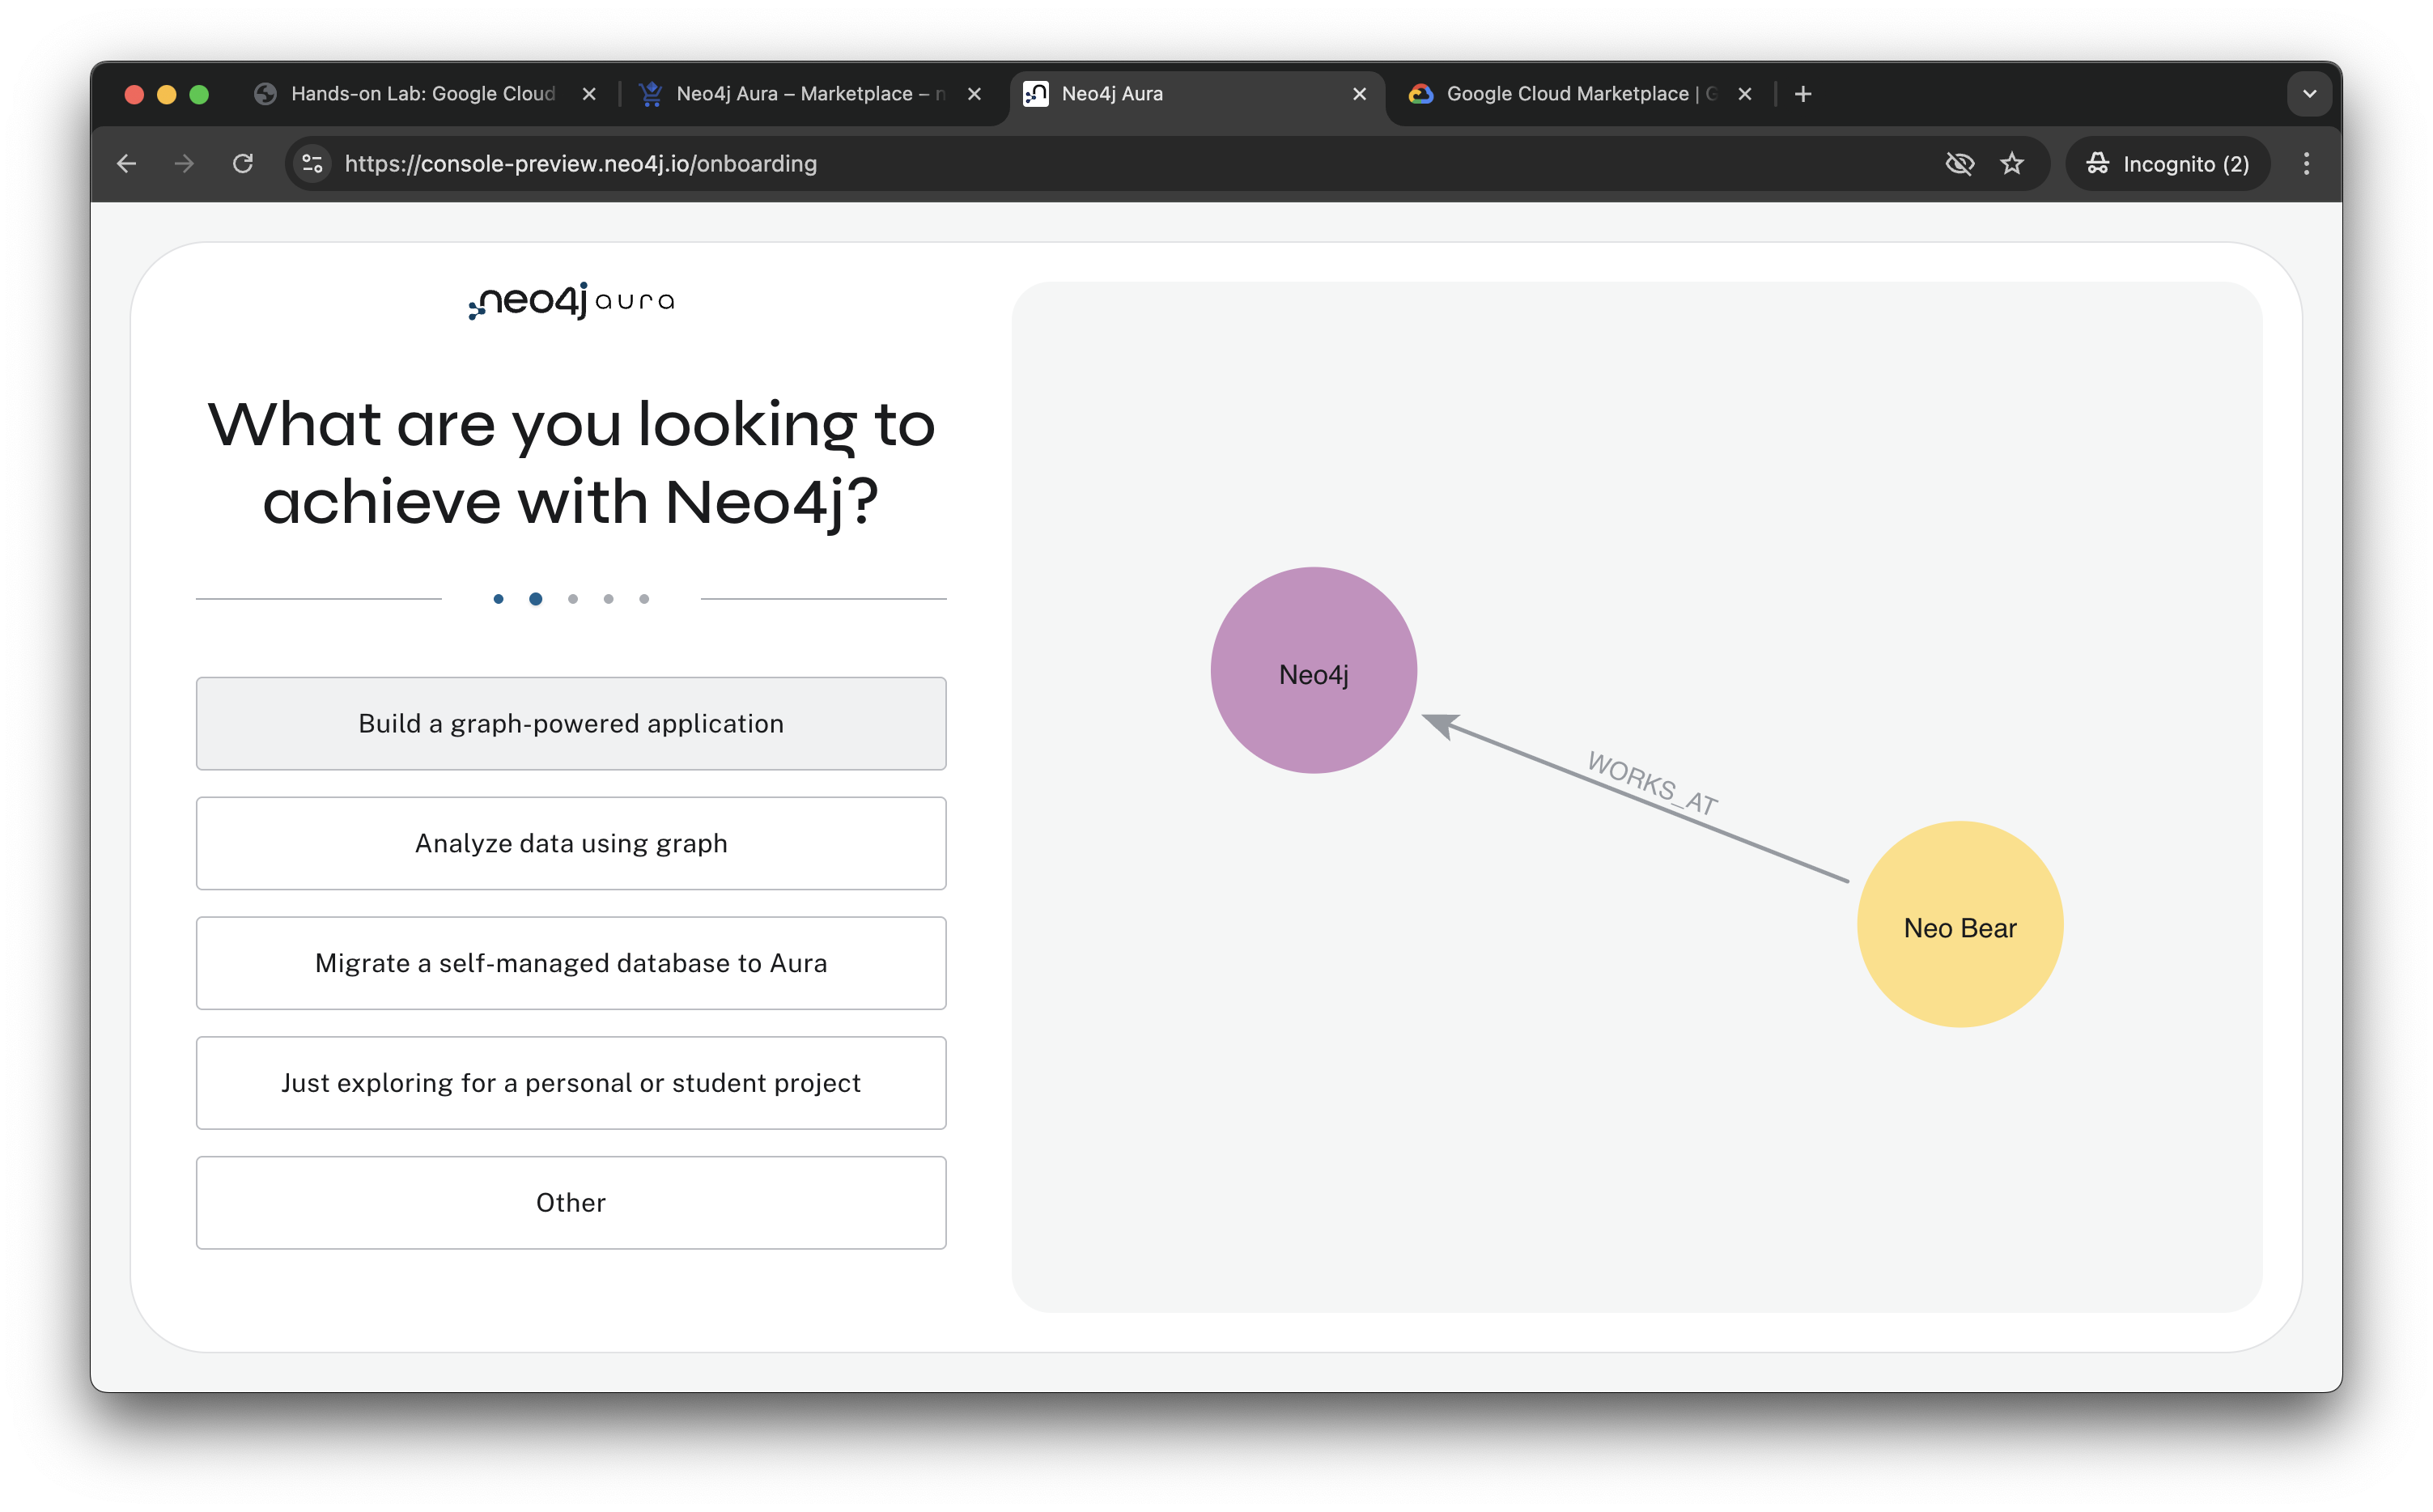 Hands-on Lab: Google Cloud
Neo4j Aura – Marketplace –
Neo4j Aura
Google Cloud Marketplace |
https://console-preview.neo4j.io/onboarding
Incognito (2)
neo4j aura
What are you looking to
achieve with Neo4j?
Build a graph-powered application
Analyze data using graph
Migrate a self-managed database to Aura
Just exploring for a personal or student project
Other
Neo4j
WORKS_AT
Neo Bear